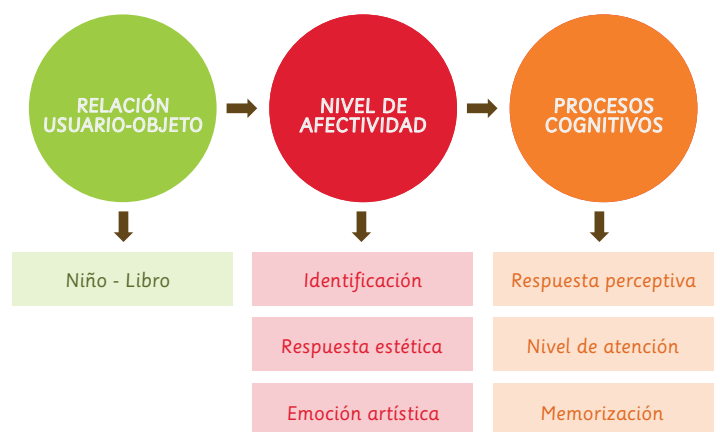 RELACIÓN
USUARIO-OBJETO
NIVEL DE
AFECTIVIDAD
PROCESOS
COGNITIVOS
Niño - Libro
Identificación
Respuesta perceptiva
Respuesta estética
Nivel de atención
Emoción artística
Memorización